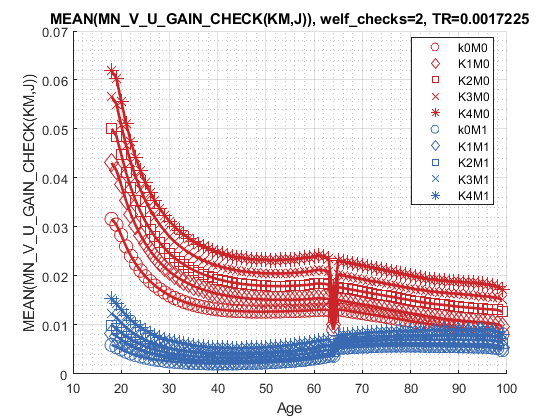 MEAN(MN_V_U_GAIN_CHECK(KM,J)), welf_checks=2, TR=0.0017225
MEAN(MN_V_U_GAIN_CHECK(KM,J))
0.07
0.06
0.05
0.04
0.03
0.02
0.01
0
10 20 30 40 50 60 70 80 90 100
Age
k0M0
K1M0
K2M0
K3M0
K4M0
k0M1
K1M1
K2M1
K3M1
K4M1